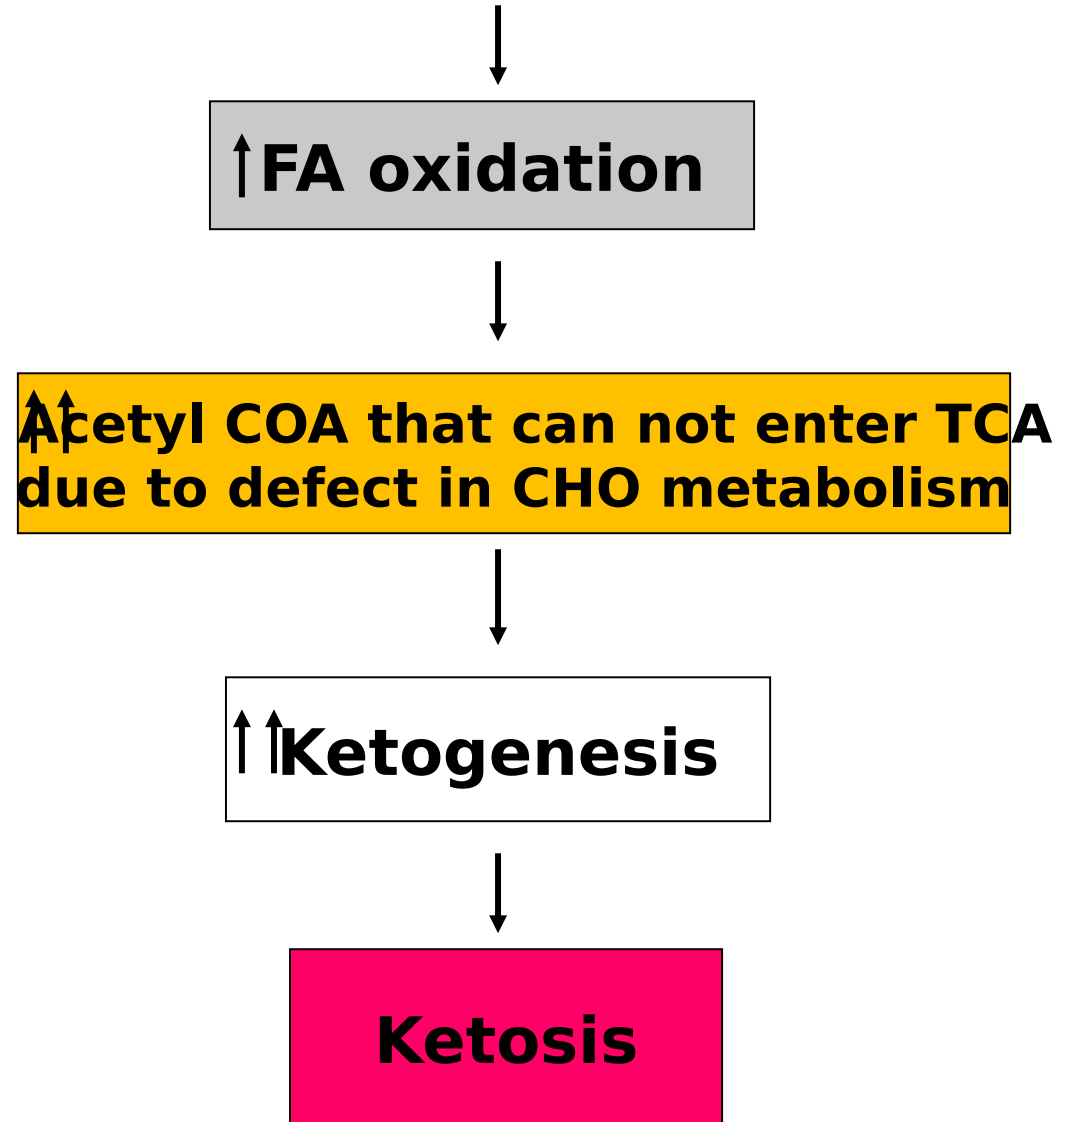 FA oxidation
Acetyl COA that can not enter TCA
due to defect in CHO metabolism
Ketogenesis
Ketosis